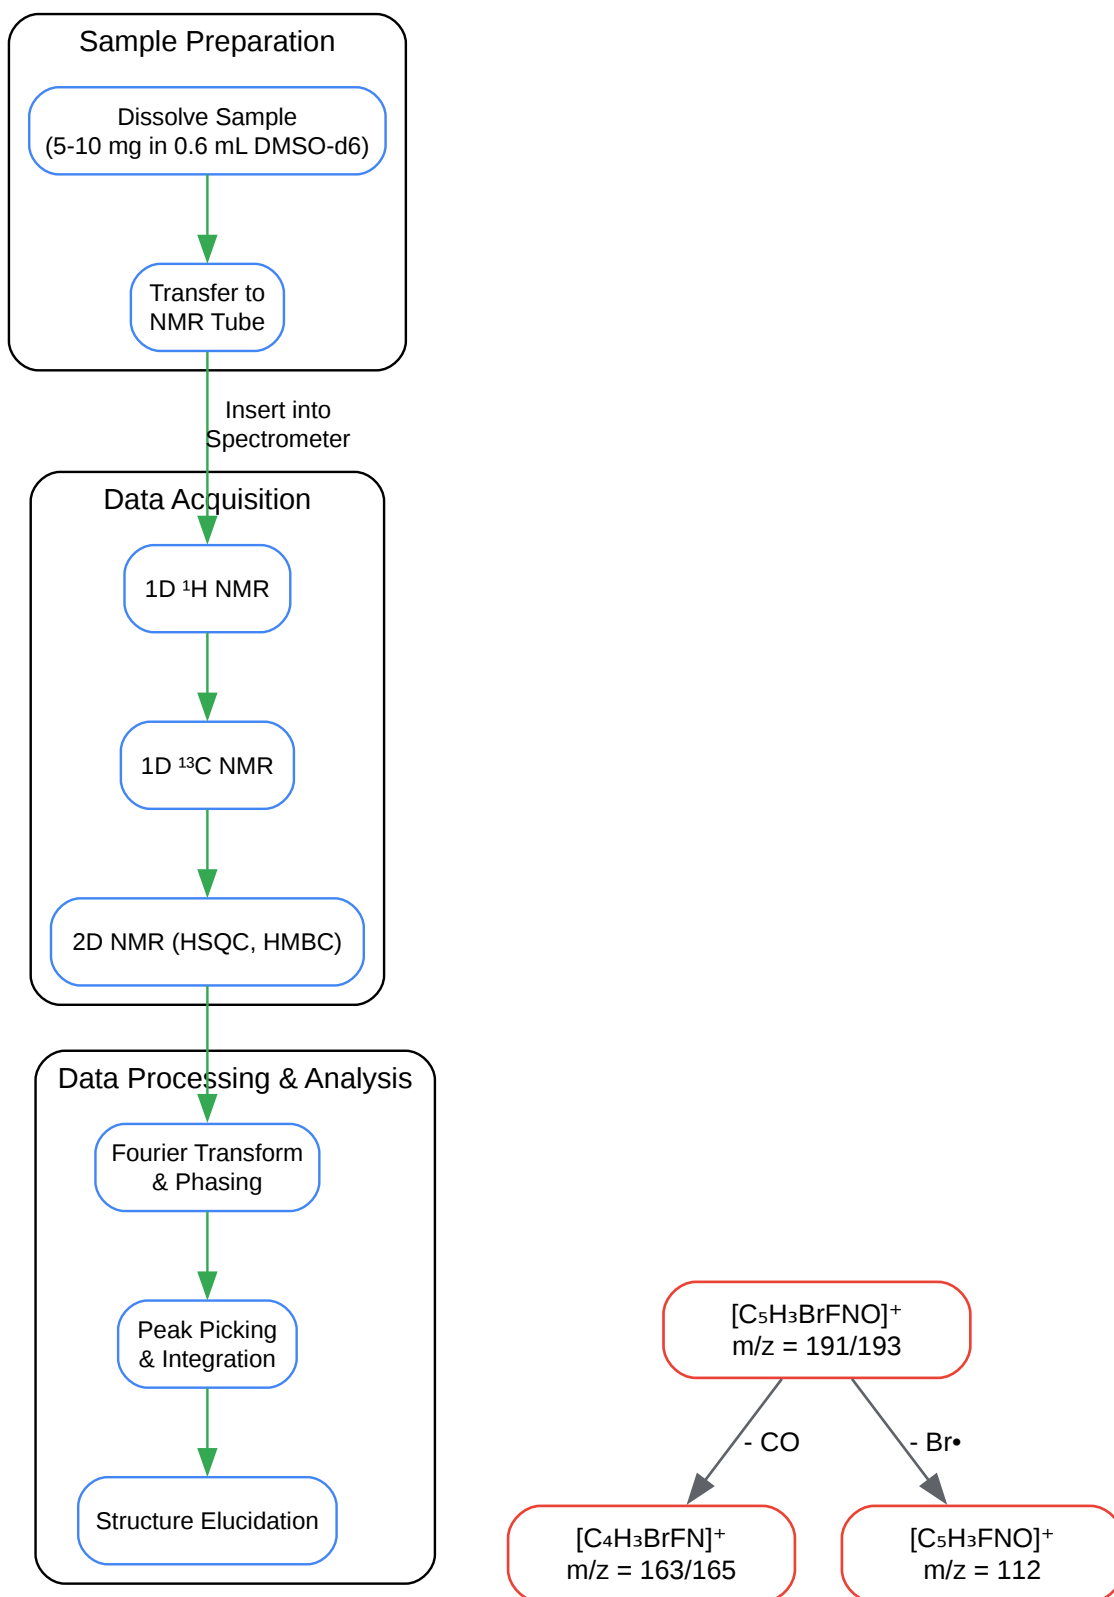 Sample Preparation
Dissolve Sample
(5-10 mg in 0.6 mL DMSO-d6)
Transfer to
NMR Tube
Insert into
Spectrometer
Data Acquisition
1D ¹H NMR
1D ¹³C NMR
2D NMR (HSQC, HMBC)
Data Processing & Analysis
Fourier Transform
& Phasing
Peak Picking
& Integration
Structure Elucidation
[C₅H₃BrFNO]⁺
m/z = 191/193
- CO
- Br•
[C₄H₃BrFN]⁺
m/z = 163/165
[C₅H₃FNO]⁺
m/z = 112